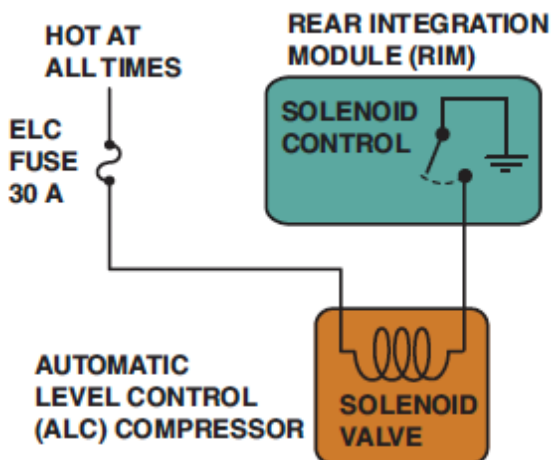 HOT AT
ALL TIMES
REAR INTEGRATION
MODULE (RIM)
SOLENOID
CONTROL
ELC
FUSE
30 A
AUTOMATIC
LEVEL CONTROL
(ALC) COMPRESSOR
SOLENOID
VALVE